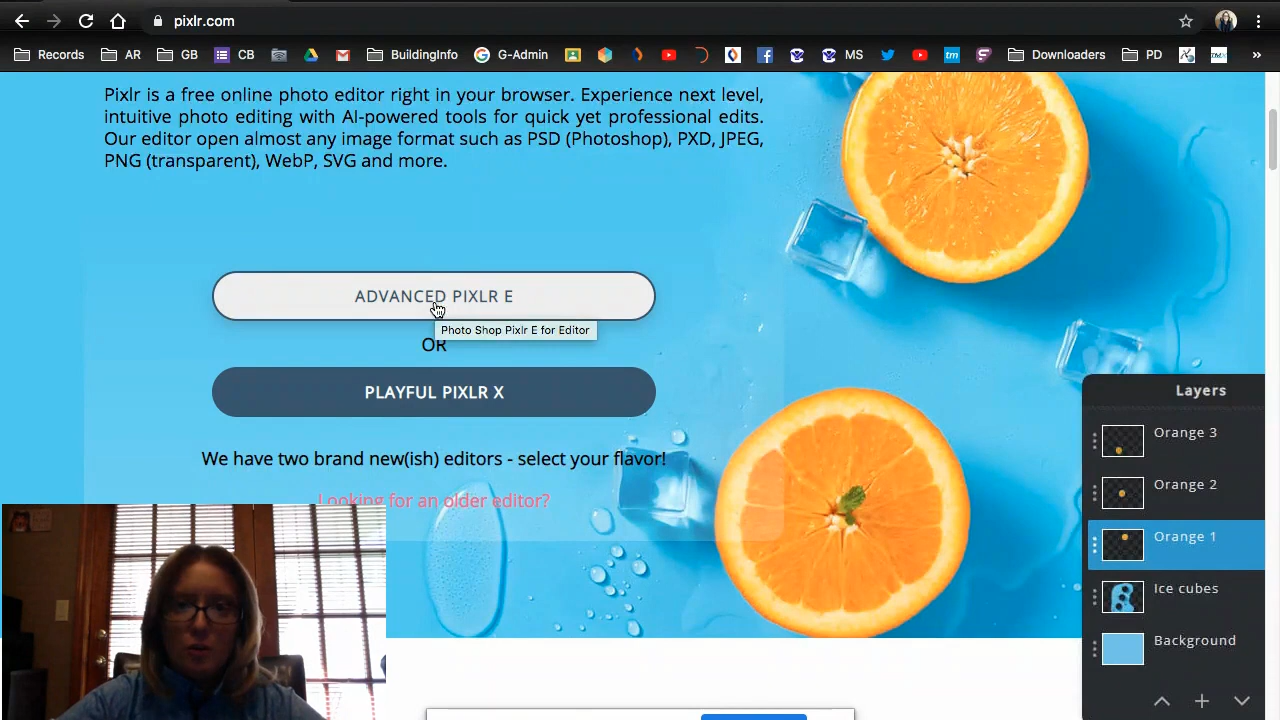 pixlr.com
Records AR GB CB BuildingInfo G-Admin MS Downloaders PD »
Pixlr is a free online photo editor right in your browser. Experience next level,
intuitive photo editing with AI-powered tools for quick yet professional edits.
Our editor open almost any image format such as PSD (Photoshop), PXD, JPEG,
PNG (transparent), WebP, SVG and more.
ADVANCED PIXLR E
Photo Shop Pixlr E for Editor
OR
PLAYFUL PIXLR X
We have two brand new(ish) editors - select your flavor!
Looking for an older editor?
Layers
Orange 3
Orange 2
Orange 1
Ice cubes
Background